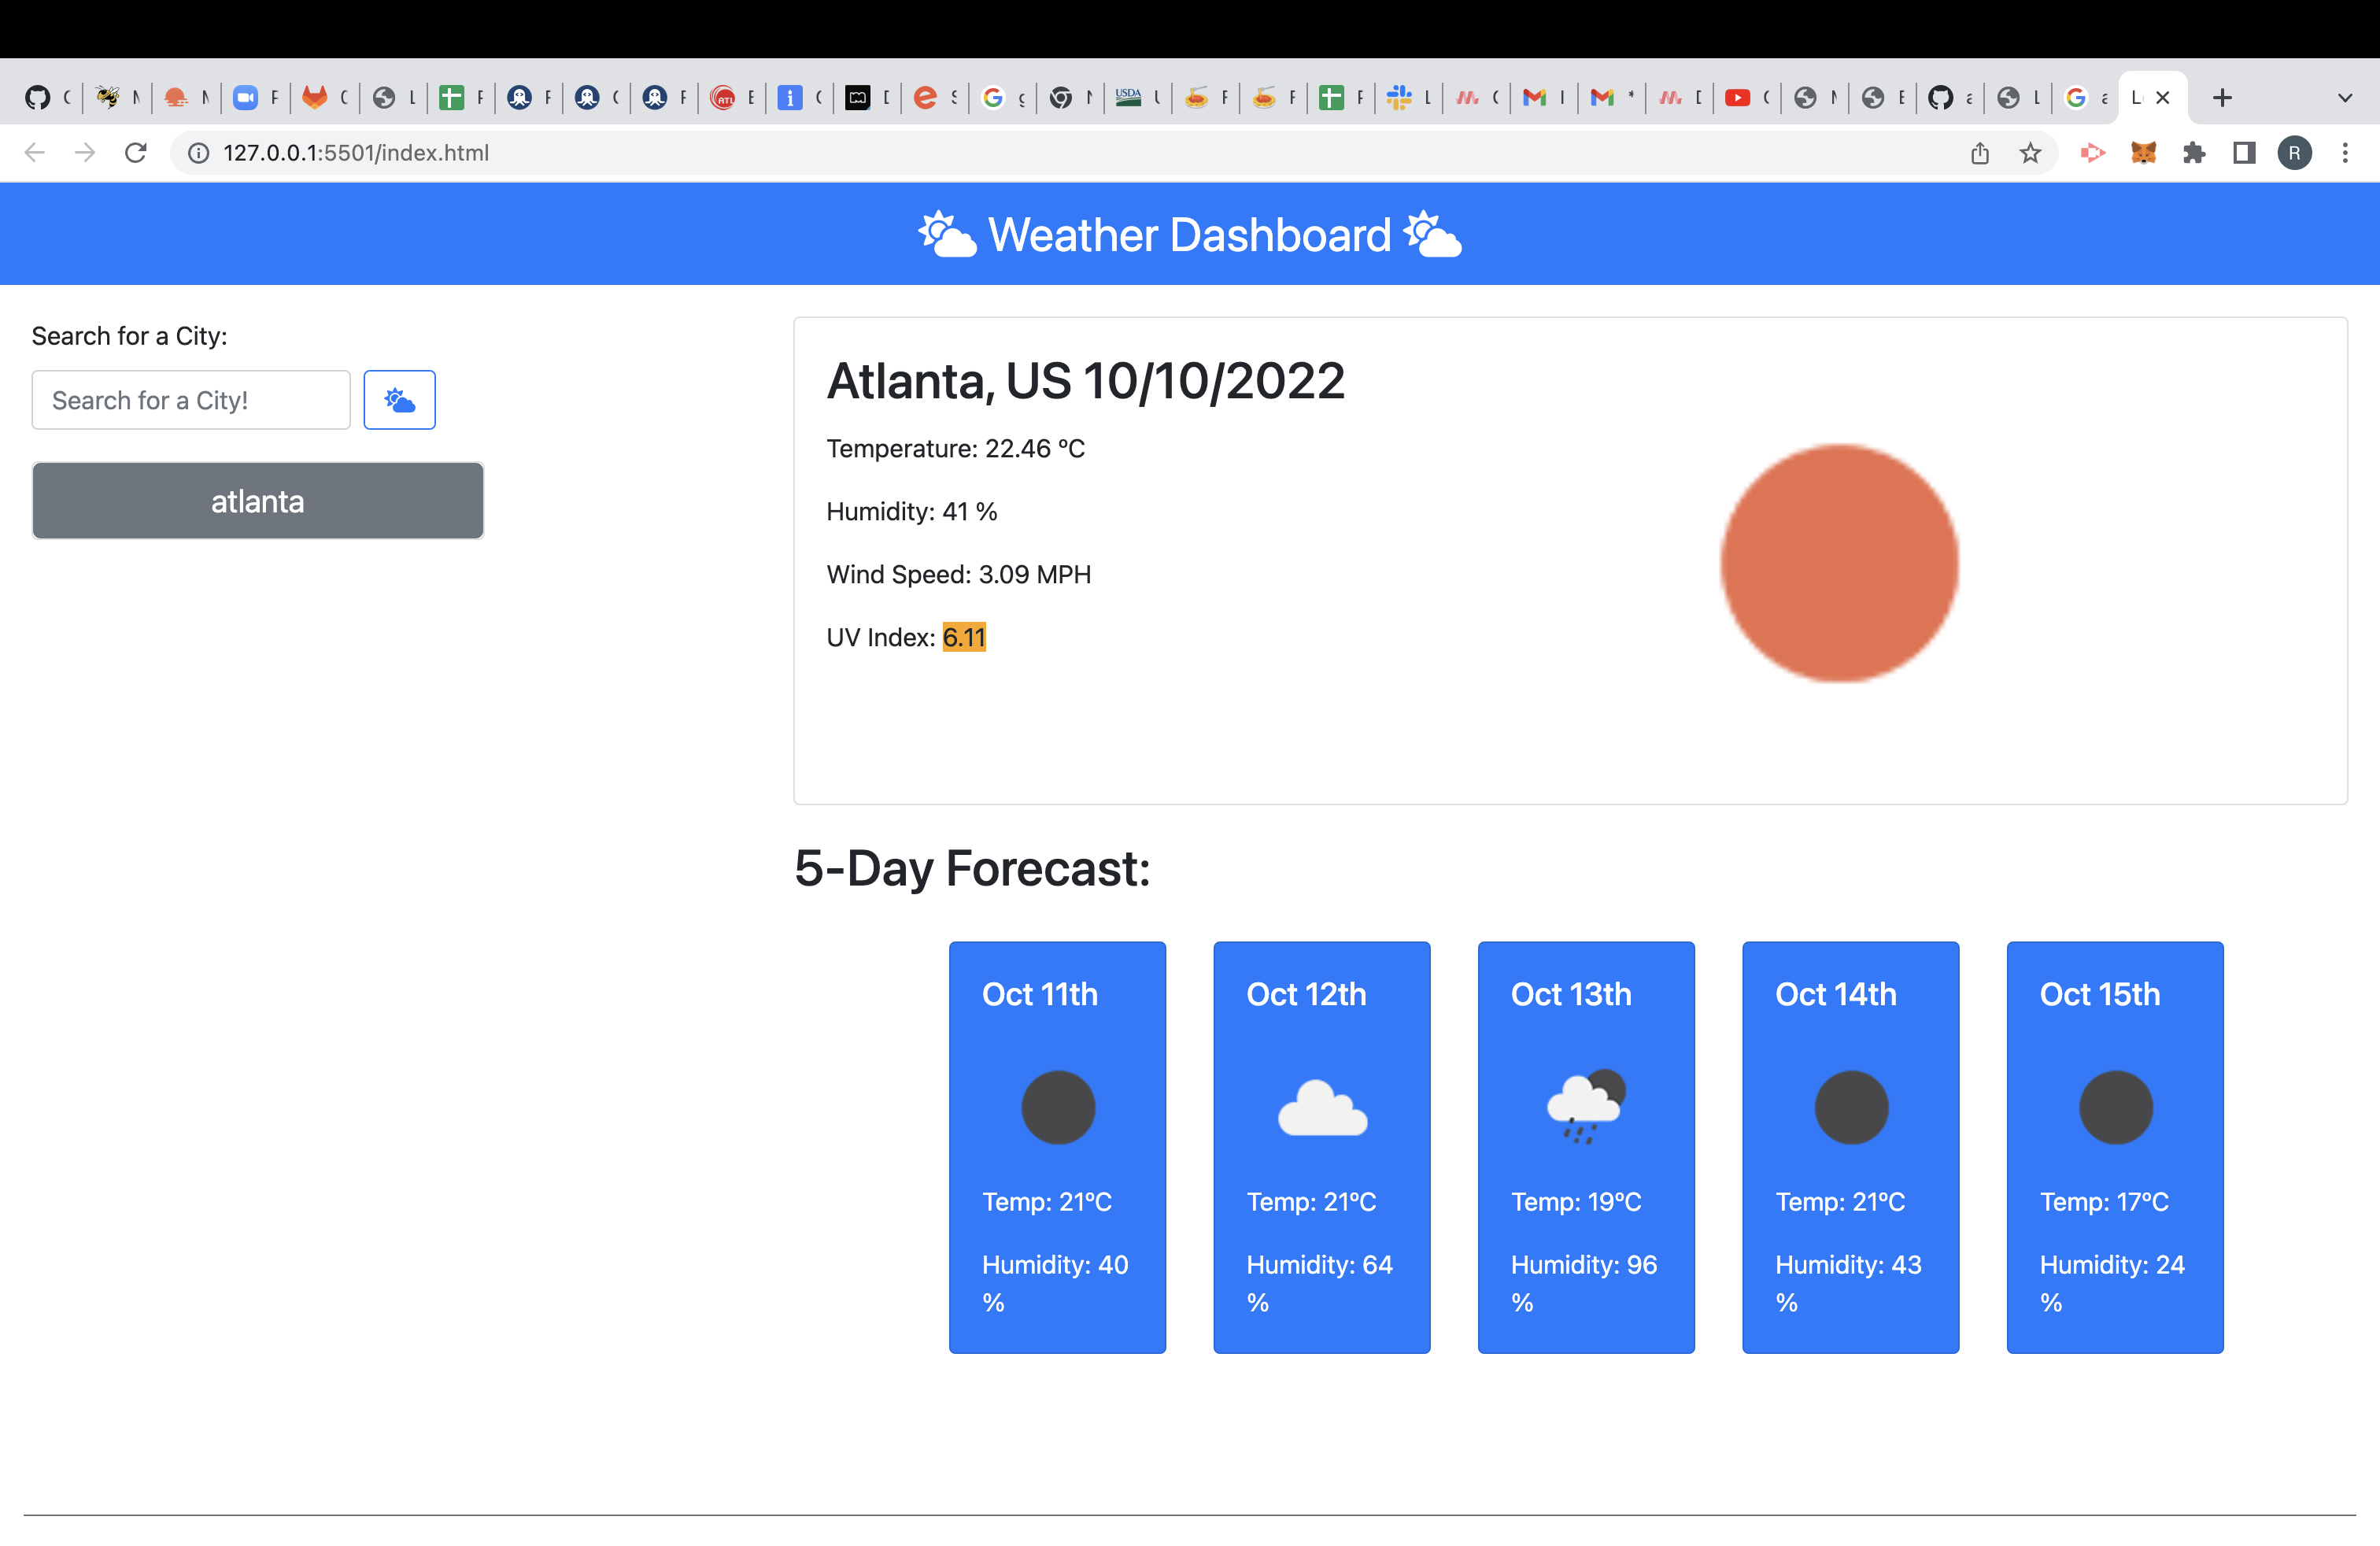 127.0.0.1:5501/index.html
R
Weather Dashboard
Search for a City:
Search for a City!
atlanta
Atlanta, US 10/10/2022
Temperature: 22.46 °C
Humidity: 41 %
Wind Speed: 3.09 MPH
UV Index: 6.11
5-Day Forecast:
Oct 11th
Temp: 21°C
Humidity: 40
%
Oct 12th
Temp: 21°C
Humidity: 64
%
Oct 13th
Temp: 19°C
Humidity: 96
%
Oct 14th
Temp: 21°C
Humidity: 43
%
Oct 15th
Temp: 17°C
Humidity: 24
%